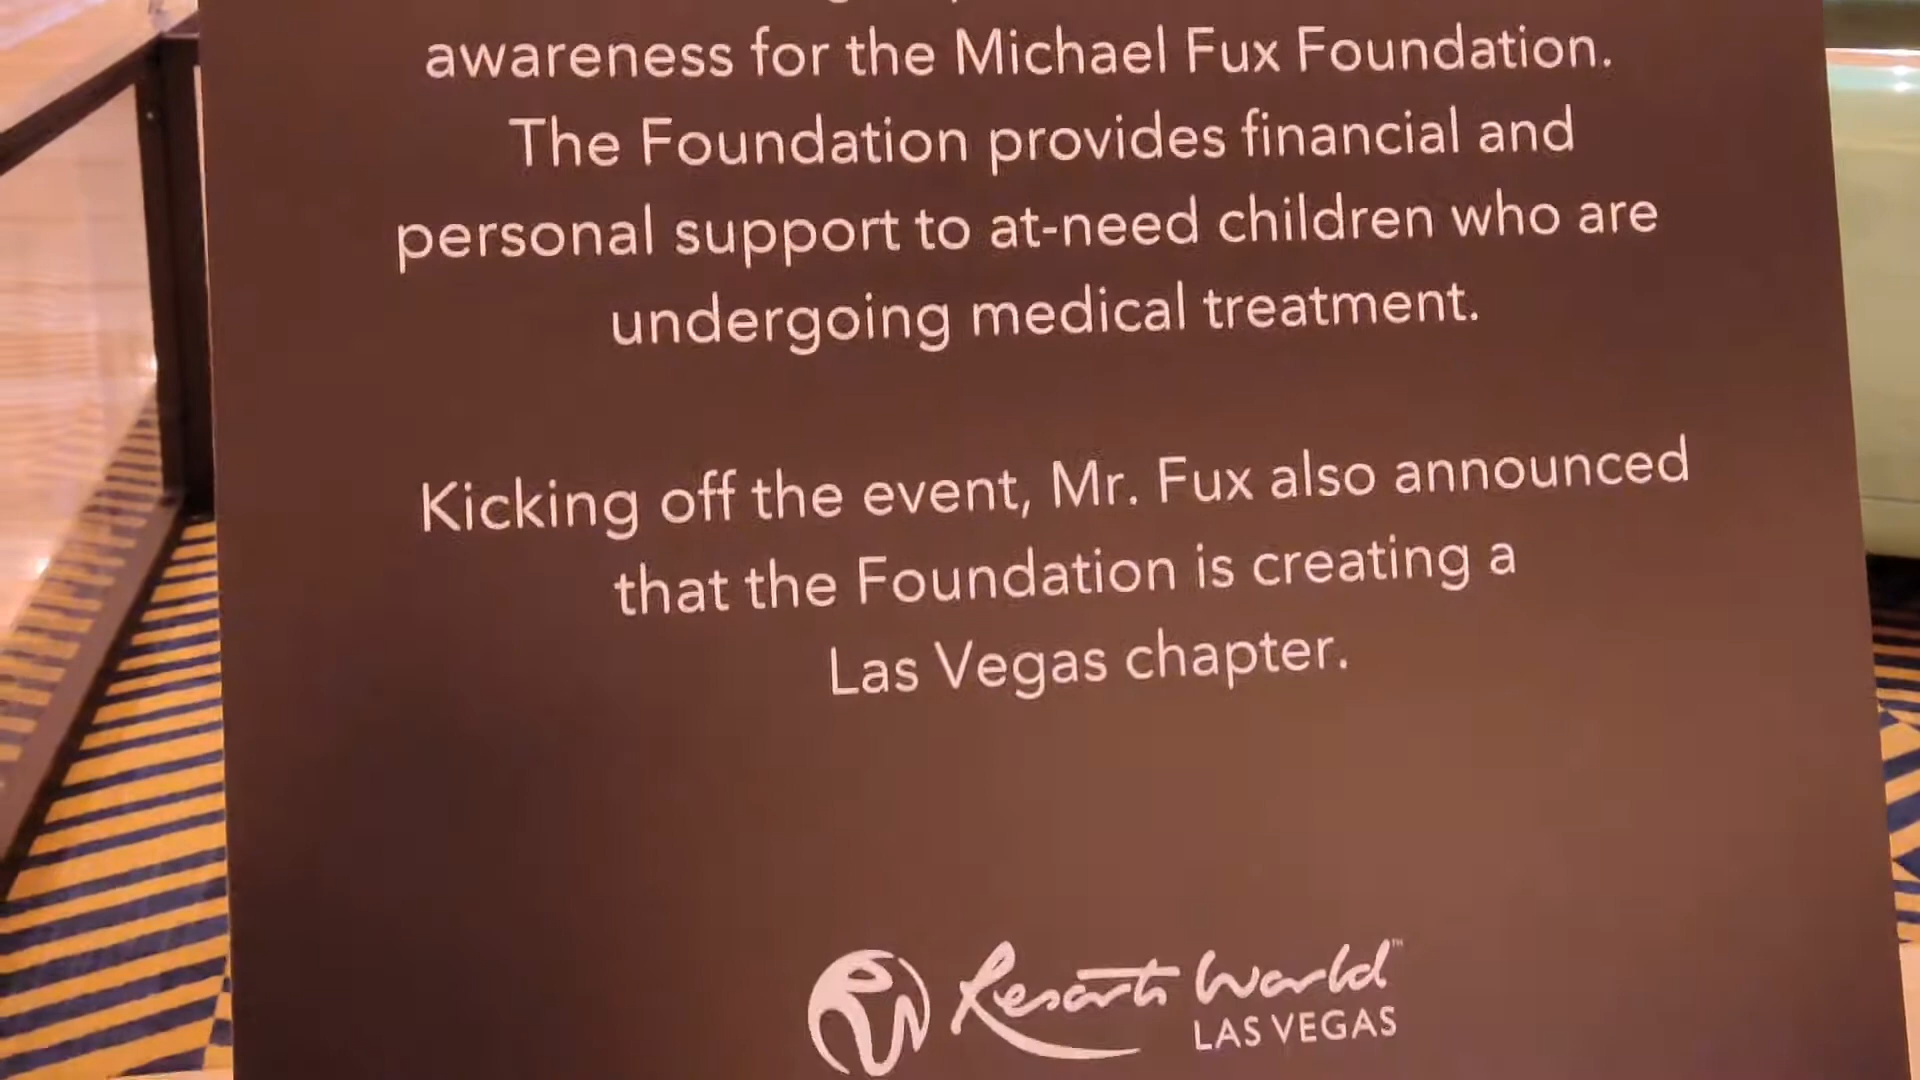 awareness for the Michael Fux Foundation.
The Foundation provides financial and
personal support to at-need children who are
undergoing medical treatment.
Kicking off the event, Mr. Fux also announced
that the Foundation is creating a
Las Vegas chapter.
RW Resorts World™
LAS VEGAS